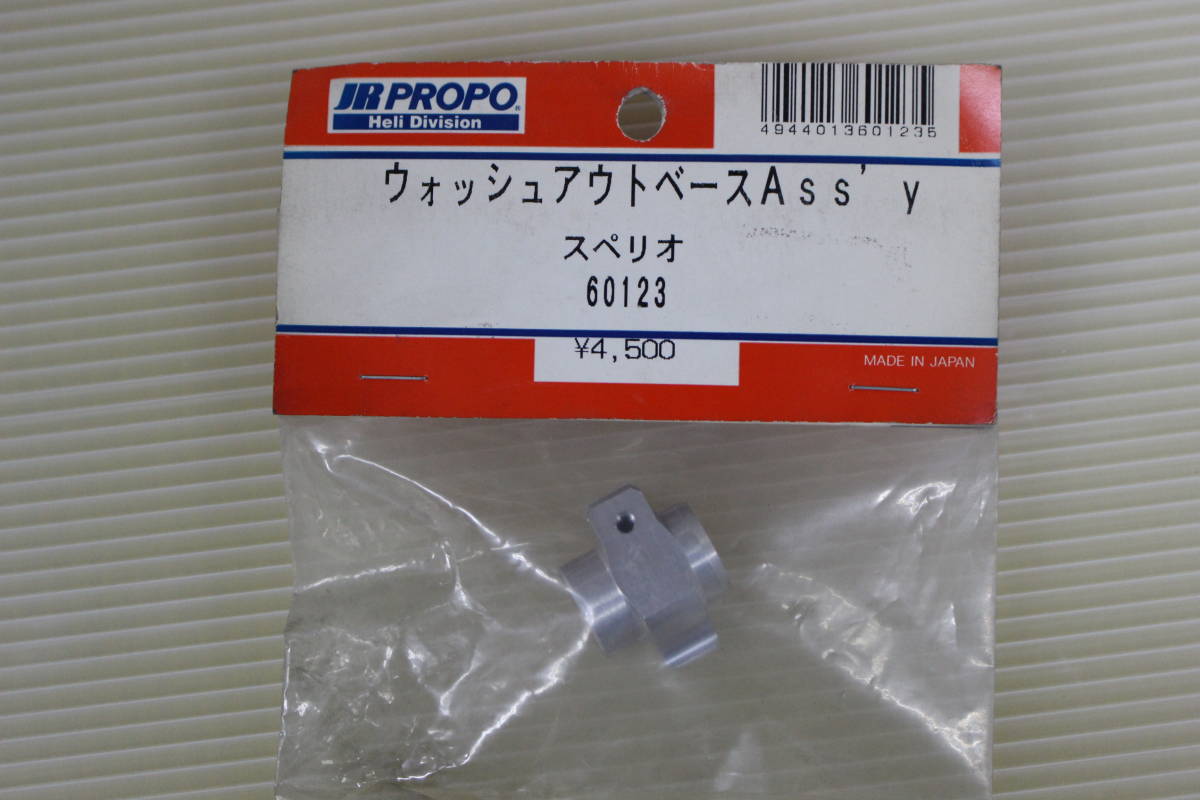 JR PROPO®
Heli Division
4944013601235
ウォッシュアウトベースAss'y
スペリオ
60123
¥4,500
MADE IN JAPAN